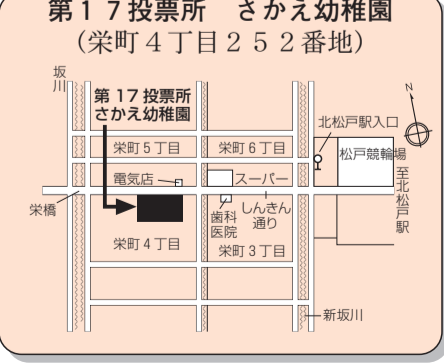 第１７投票所　さかえ幼稚園
（栄町４丁目２５２番地）
坂川
第 17 投票所
さかえ幼稚園
N
北松戸駅入口
栄町５丁目
栄町６丁目
松戸競輪場
電気店
スーパー
至北松戸駅
栄橋
歯科医院
しんきん通り
栄町４丁目
栄町３丁目
新坂川